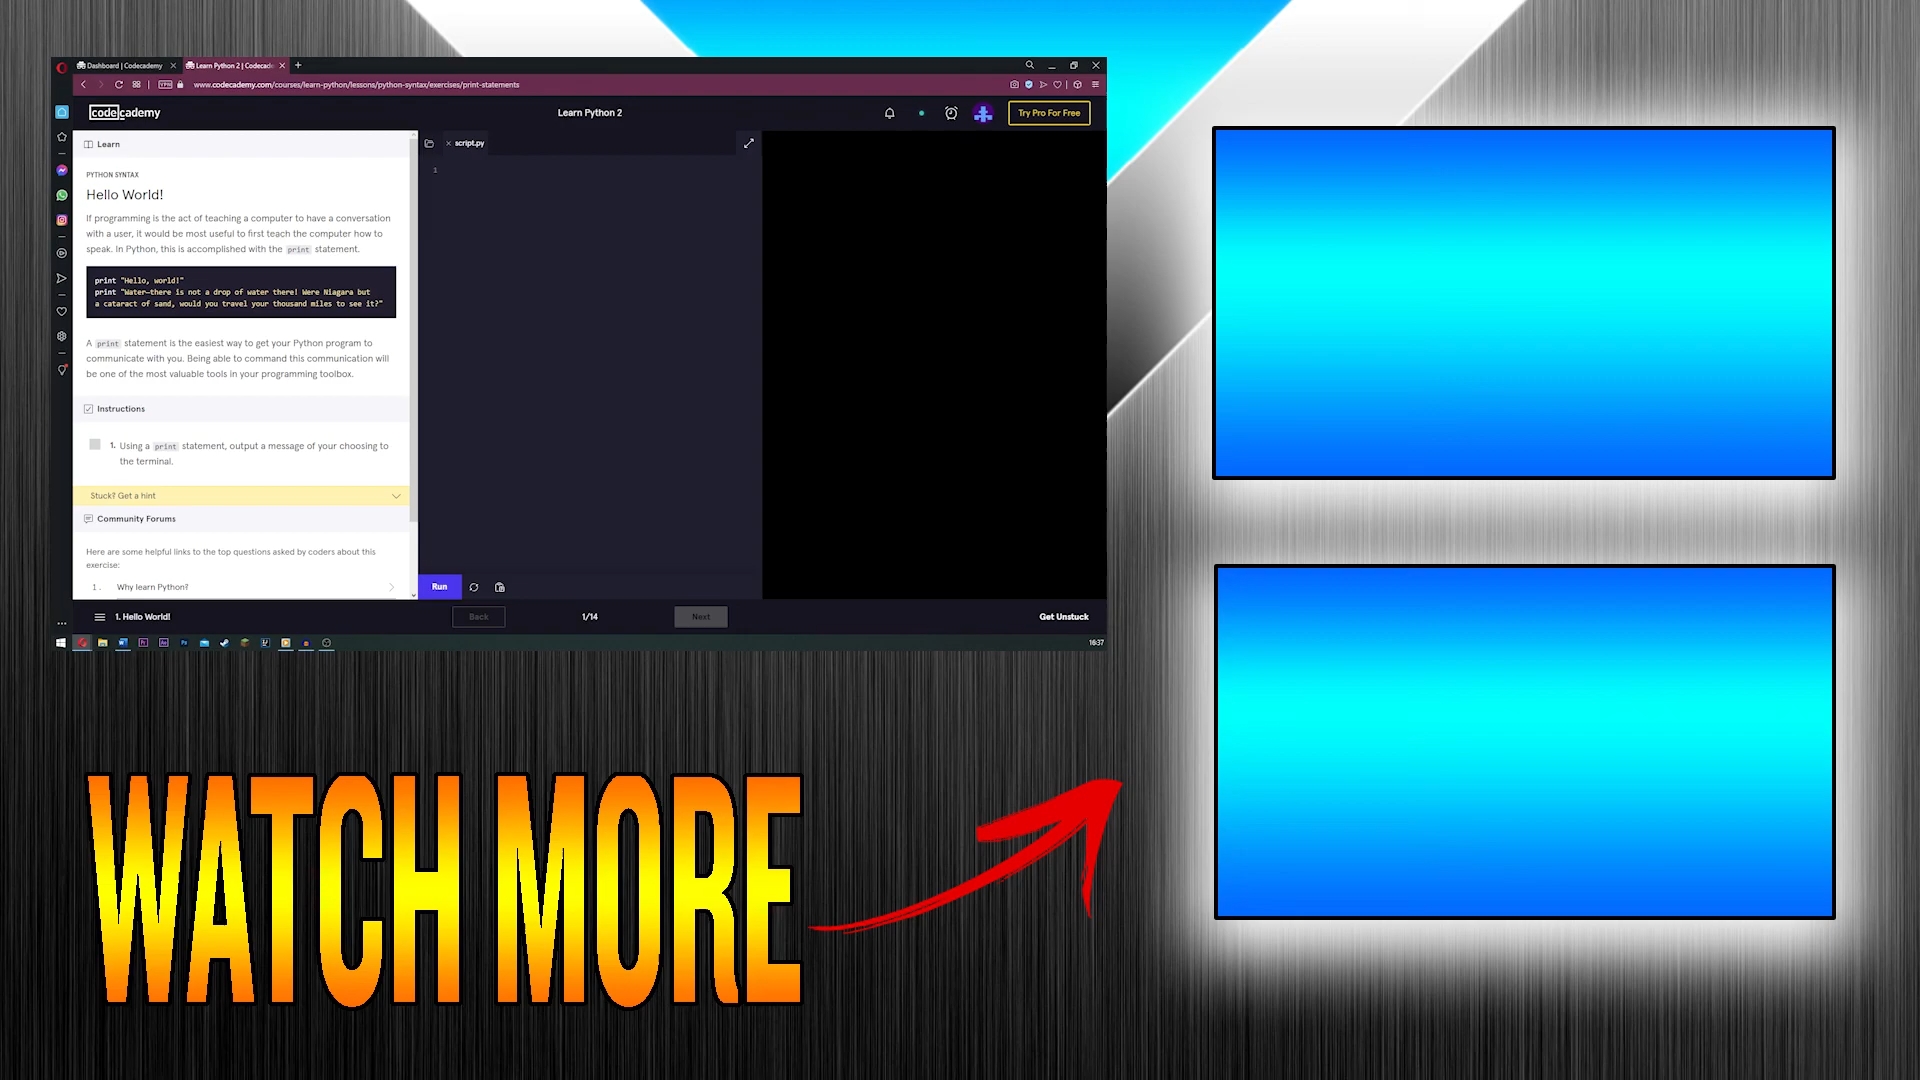 Dashboard | Codecademy
Learn Python 2 | Codecade
VPN
www.codecademy.com/courses/learn-python/lessons/python-syntax/exercises/print-statements
codecademy
Learn Python 2
Try Pro For Free
Learn
script.py
1
PYTHON SYNTAX
Hello World!
If programming is the act of teaching a computer to have a conversation
with a user, it would be most useful to first teach the computer how to
speak. In Python, this is accomplished with the print statement.
print "Hello, world!"
print "Water—there is not a drop of water there! Were Niagara but
a cataract of sand, would you travel your thousand miles to see it?"
A print statement is the easiest way to get your Python program to
communicate with you. Being able to command this communication will
be one of the most valuable tools in your programming toolbox.
Instructions
1. Using a print statement, output a message of your choosing to
the terminal.
Stuck? Get a hint
Community Forums
Here are some helpful links to the top questions asked by coders about this
exercise:
1. Why learn Python?
Run
1. Hello World!
Back
1/14
Next
Get Unstuck
16:37
WATCH MORE